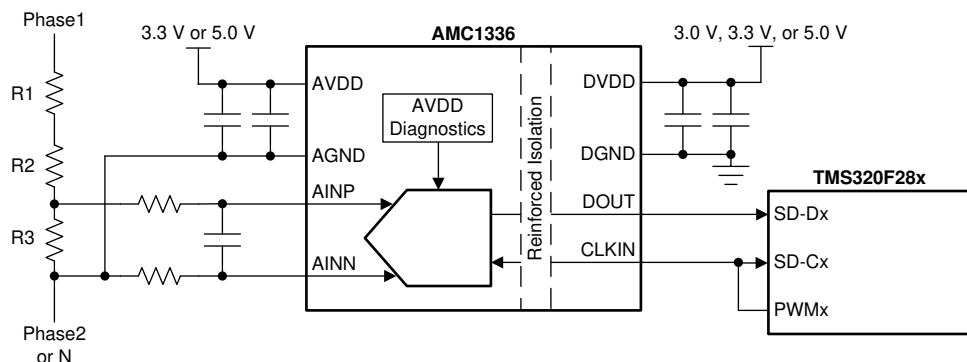 Phase1
R1
R2
R3
Phase2
or N
3.3 V or 5.0 V
AMC1336
AVDD
AGND
AINP
AINN
AVDD
Diagnostics
Reinforced Isolation
DVDD
DGND
DOUT
CLKIN
3.0 V, 3.3 V, or 5.0 V
TMS320F28x
SD-Dx
SD-Cx
PWMx